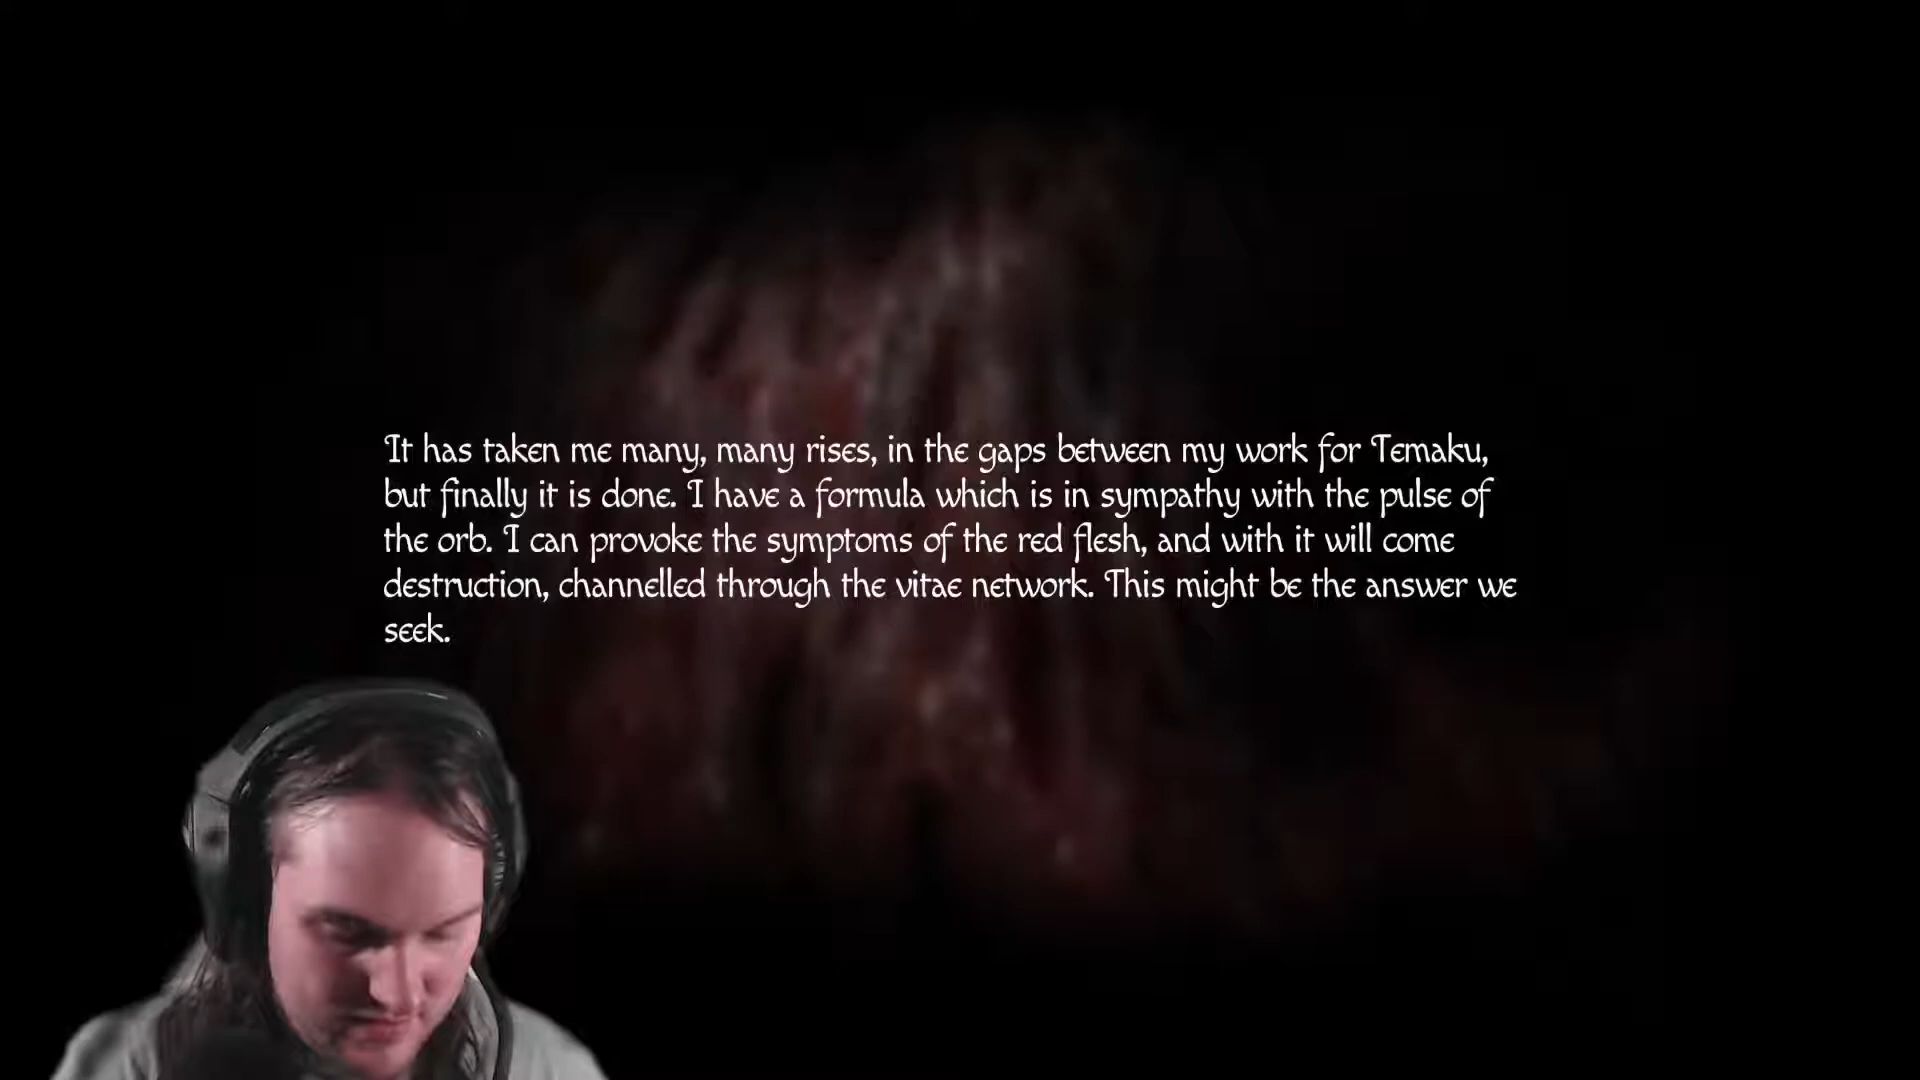 It has taken me many, many rises, in the gaps between my work for Temaku,
but finally it is done. I have a formula which is in sympathy with the pulse of
the orb. I can provoke the symptoms of the red flesh, and with it will come
destruction, channelled through the vitae network. This might be the answer we
seek.